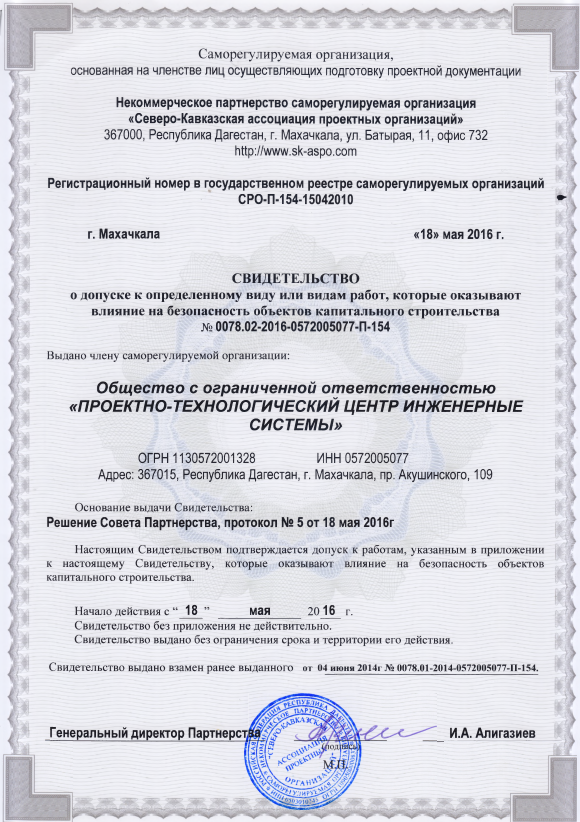 Саморегулируемая организация,
основанная на членстве лиц осуществляющих подготовку проектной документации
Некоммерческое партнерство саморегулируемая организация
«Северо-Кавказская ассоциация проектных организаций»
367000, Республика Дагестан, г. Махачкала, ул. Батырая, 11, офис 732
http://www.sk-aspo.com
Регистрационный номер в государственном реестре саморегулируемых организаций
СРО-П-154-15042010
г. Махачкала «18» мая 2016 г.
СВИДЕТЕЛЬСТВО
о допуске к определенному виду или видам работ, которые оказывают
влияние на безопасность объектов капитального строительства
№ 0078.02-2016-0572005077-П-154
Выдано члену саморегулируемой организации:
Общество с ограниченной ответственностью
«ПРОЕКТНО-ТЕХНОЛОГИЧЕСКИЙ ЦЕНТР ИНЖЕНЕРНЫЕ
СИСТЕМЫ»
ОГРН 1130572001328 ИНН 0572005077
Адрес: 367015, Республика Дагестан, г. Махачкала, пр. Акушинского, 109
Основание выдачи Свидетельства:
Решение Совета Партнерства, протокол № 5 от 18 мая 2016г
Настоящим Свидетельством подтверждается допуск к работам, указанным в приложении
к настоящему Свидетельству, которые оказывают влияние на безопасность объектов
капитального строительства.
Начало действия с “ 18 ” мая 20 16 г.
Свидетельство без приложения не действительно.
Свидетельство выдано без ограничения срока и территории его действия.
Свидетельство выдано взамен ранее выданного от 04 июня 2014г № 0078.01-2014-0572005077-П-154.
Генеральный директор Партнерства И.А. Алигазиев
(подпись)
М.П.
"СЕВЕРО-КАВКАЗСКАЯ
АССОЦИАЦИЯ
ПРОЕКТНЫХ
ОРГАНИЗАЦИЙ"